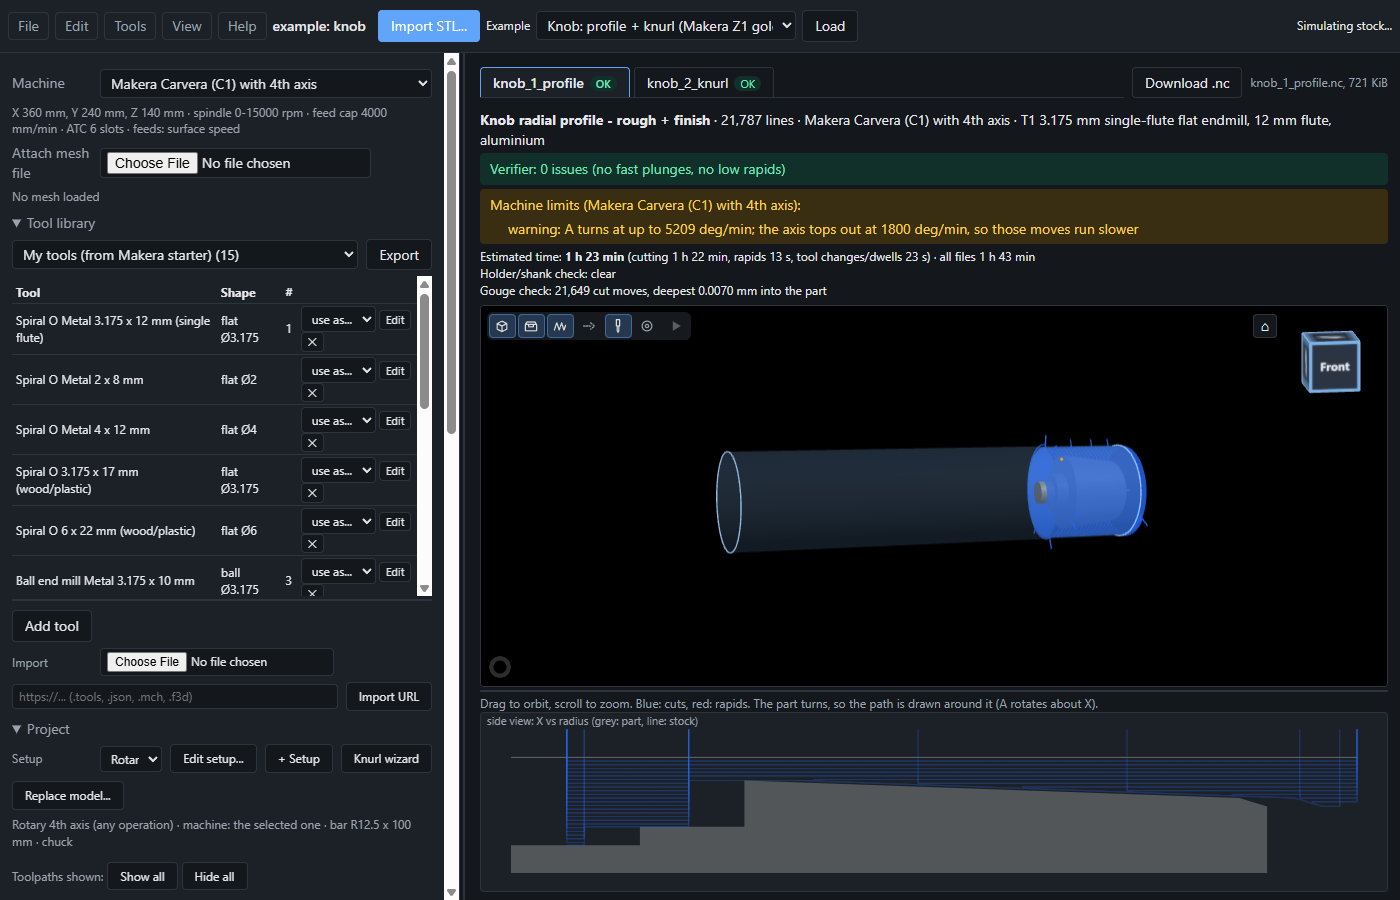 File Edit Tools View Help example: knob Import STL... Example Knob: profile + knurl (Makera Z1 gol Load Simulating stock...
Machine Makera Carvera (C1) with 4th axis
X 360 mm, Y 240 mm, Z 140 mm · spindle 0-15000 rpm · feed cap 4000
mm/min · ATC 6 slots · feeds: surface speed
Attach mesh
file
Choose File No file chosen
No mesh loaded
▼ Tool library
My tools (from Makera starter) (15) Export
Tool Shape #
Spiral O Metal 3.175 x 12 mm (single
flute)
flat
Ø3.175
1 use as... Edit
×
Spiral O Metal 2 x 8 mm flat Ø2 use as... Edit
×
Spiral O Metal 4 x 12 mm flat Ø4 use as... Edit
×
Spiral O 3.175 x 17 mm
(wood/plastic)
flat
Ø3.175
use as... Edit
×
Spiral O 6 x 22 mm (wood/plastic) flat Ø6 use as... Edit
×
Ball end mill Metal 3.175 x 10 mm ball
Ø3.175
3 use as... Edit
×
Add tool
Import Choose File No file chosen
https://... (.tools, .json, .mch, .f3d) Import URL
▼ Project
Setup Rotar Edit setup... + Setup Knurl wizard
Replace model...
Rotary 4th axis (any operation) · machine: the selected one · bar R12.5 x 100
mm · chuck
Toolpaths shown: Show all Hide all
knob_1_profile OK knob_2_knurl OK Download .nc knob_1_profile.nc, 721 KiB
Knob radial profile - rough + finish · 21,787 lines · Makera Carvera (C1) with 4th axis · T1 3.175 mm single-flute flat endmill, 12 mm flute,
aluminium
Verifier: 0 issues (no fast plunges, no low rapids)
Machine limits (Makera Carvera (C1) with 4th axis):
warning: A turns at up to 5209 deg/min; the axis tops out at 1800 deg/min, so those moves run slower
Estimated time: 1 h 23 min (cutting 1 h 22 min, rapids 13 s, tool changes/dwells 23 s) · all files 1 h 43 min
Holder/shank check: clear
Gouge check: 21,649 cut moves, deepest 0.0070 mm into the part
Front
Drag to orbit, scroll to zoom. Blue: cuts, red: rapids. The part turns, so the path is drawn around it (A rotates about X).
side view: X vs radius (grey: part, line: stock)